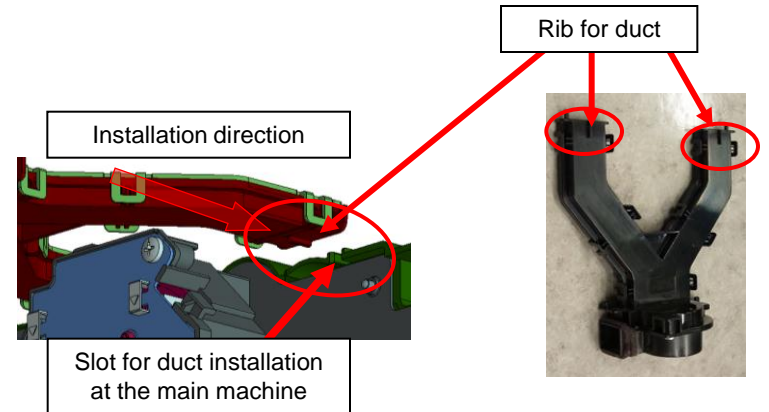 Rib for duct
Installation direction
Slot for duct installation
at the main machine